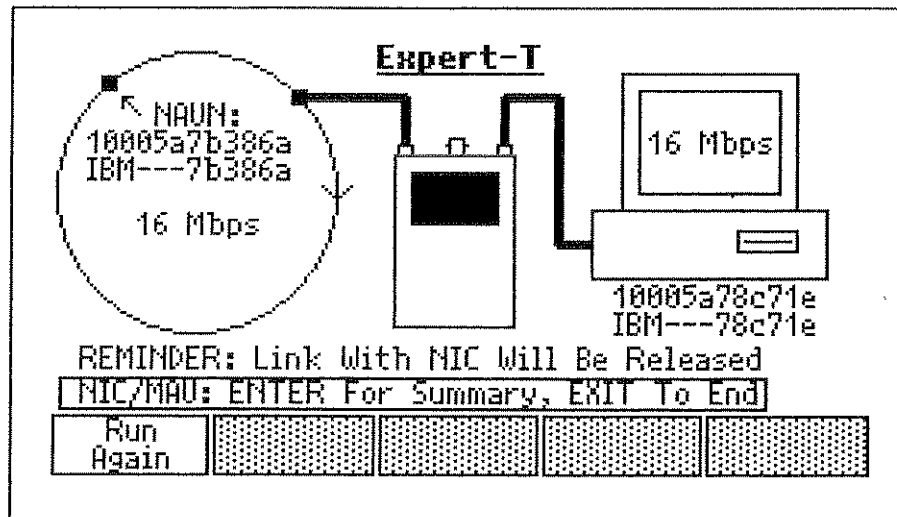 Expert-T
NAUN:
10005a7b386a
IBM---7b386a
16 Mbps
16 Mbps
10005a78c71e
IBM---78c71e
REMINDER: Link With NIC Will Be Released
NIC/MAU: ENTER For Summary, EXIT To End
Run
Again